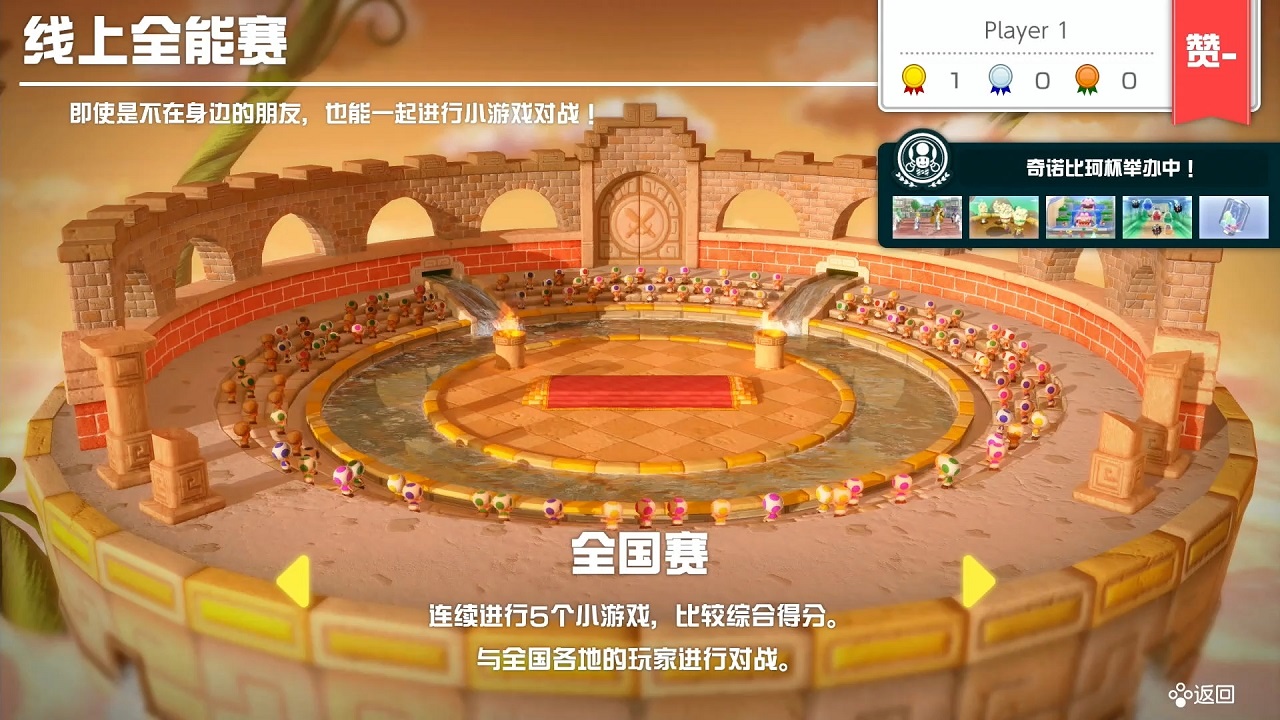 线上全能赛
即使是不在身边的朋友，也能一起进行小游戏对战！
Player 1
1 0 0
赞-
奇诺比珂杯举办中！
全国赛
连续进行5个小游戏，比较综合得分。
与全国各地的玩家进行对战。
返回